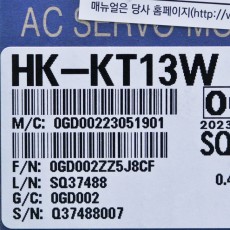 매뉴얼은 당사 홈페이지(http://v
AC SERVO MO
HK-KT13W
M/C: 0GD00223051901
2023
SQ
F/N: 0GD002ZZ5J8CF
L/N: SQ37488
0.4
G/C: 0GD002
S/N: Q37488007